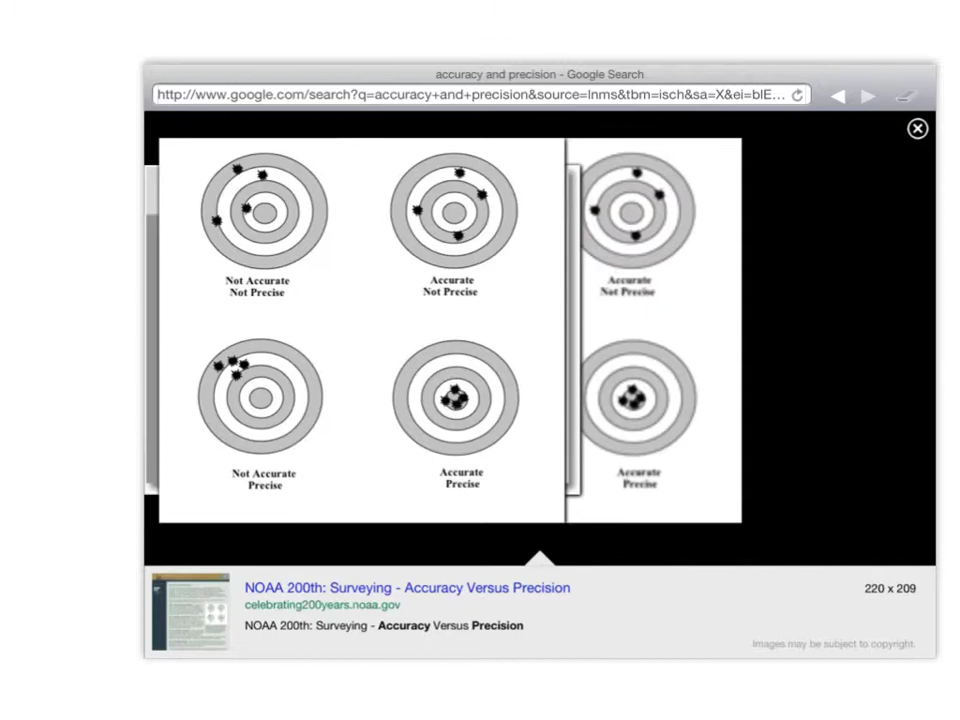 accuracy and precision - Google Search
http://www.google.com/search?q=accuracy+and+precision&source=lnms&tbm=isch&sa=X&ei=blE...
Not Accurate
Not Precise
Accurate
Not Precise
Accurate
Not Precise
Not Accurate
Precise
Accurate
Precise
Accurate
Precise
NOAA 200th: Surveying - Accuracy Versus Precision
220 x 209
celebrating200years.noaa.gov
NOAA 200th: Surveying - Accuracy Versus Precision
Images may be subject to copyright.